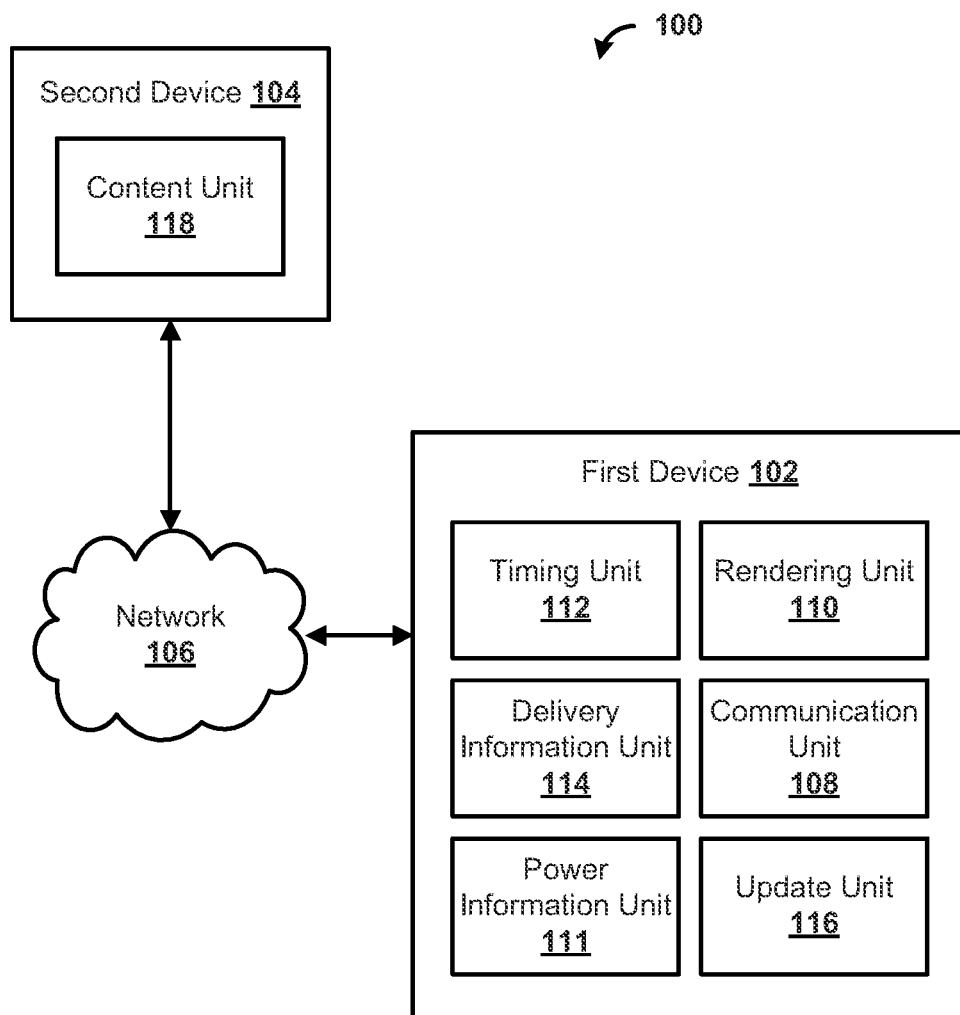 100
Second Device 104
Content Unit
118
First Device 102
Timing Unit
112
Rendering Unit
110
Network
106
Delivery
Information Unit
114
Communication
Unit
108
Power
Information Unit
111
Update Unit
116